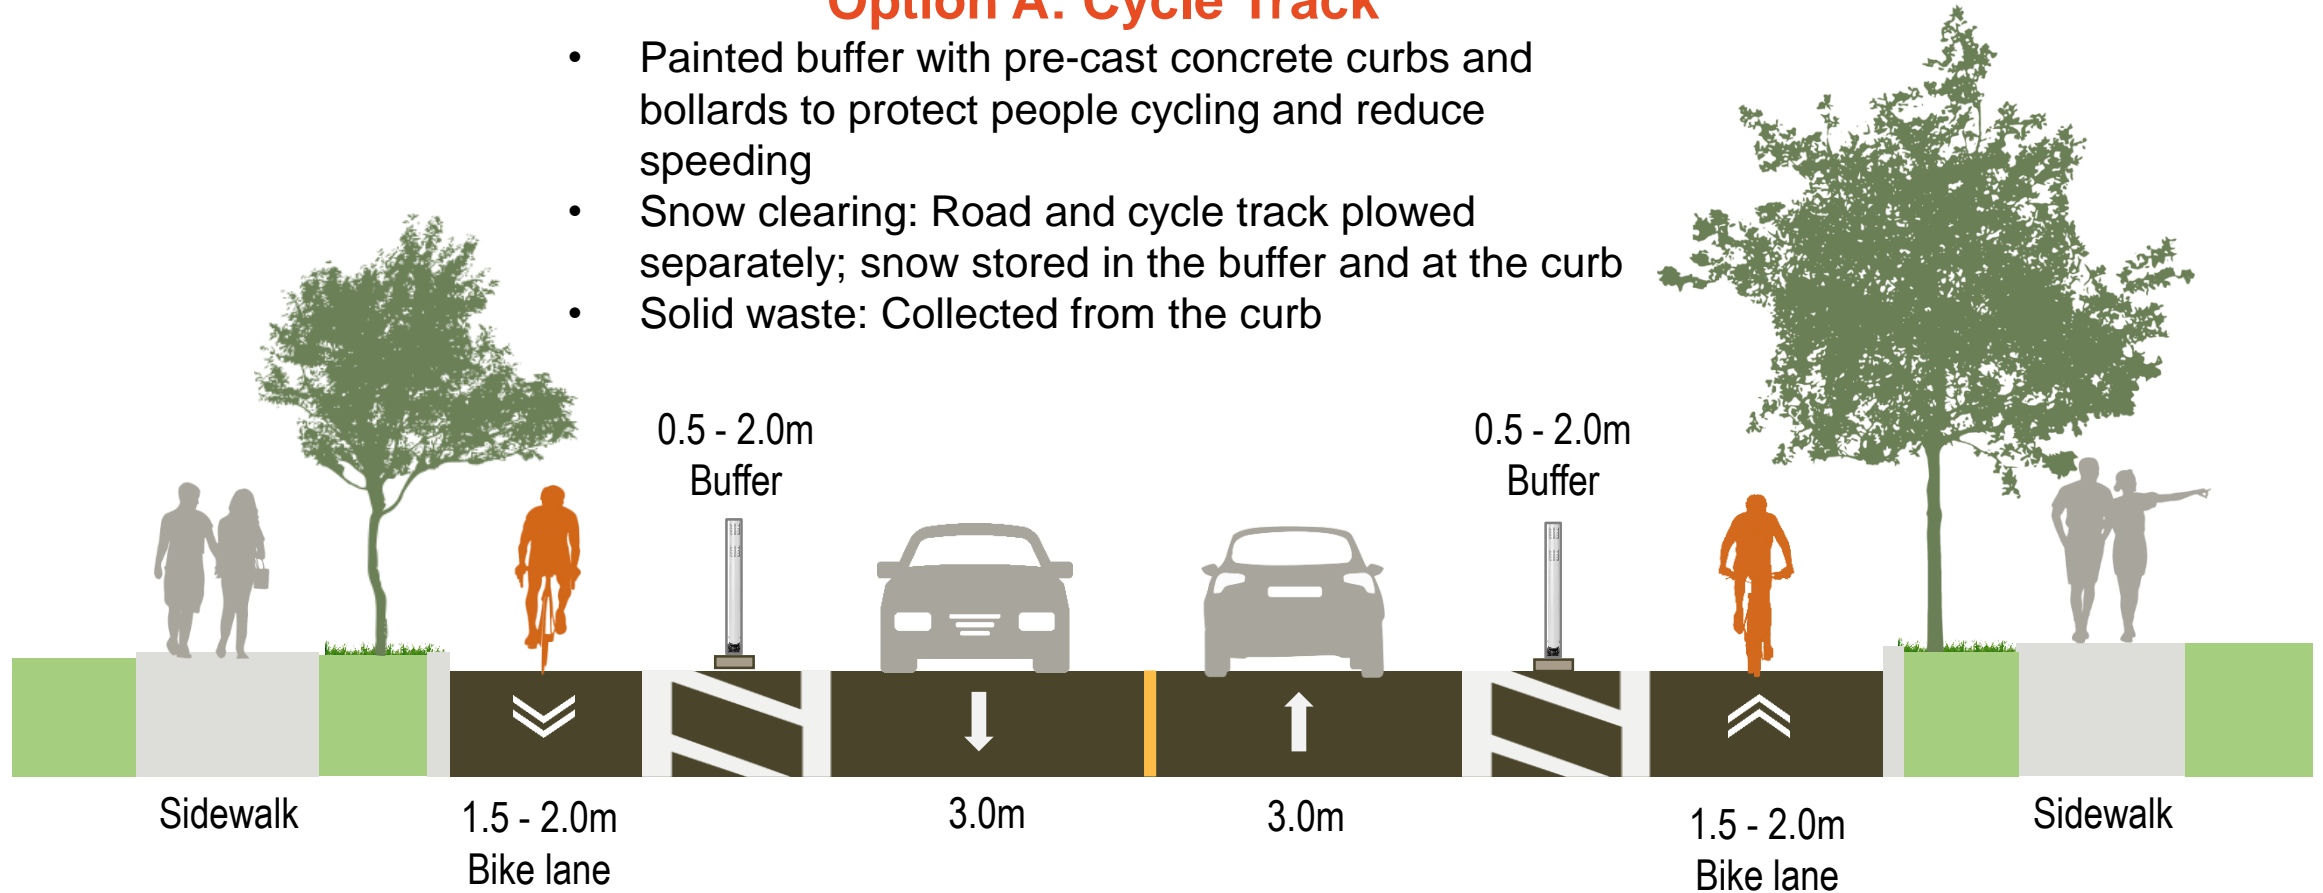 Option A: Cycle Track
• Painted buffer with pre-cast concrete curbs and
bollards to protect people cycling and reduce
speeding
• Snow clearing: Road and cycle track plowed
separately; snow stored in the buffer and at the curb
• Solid waste: Collected from the curb
0.5 - 2.0m
Buffer
0.5 - 2.0m
Buffer
Sidewalk
1.5 - 2.0m
Bike lane
3.0m
3.0m
1.5 - 2.0m
Bike lane
Sidewalk